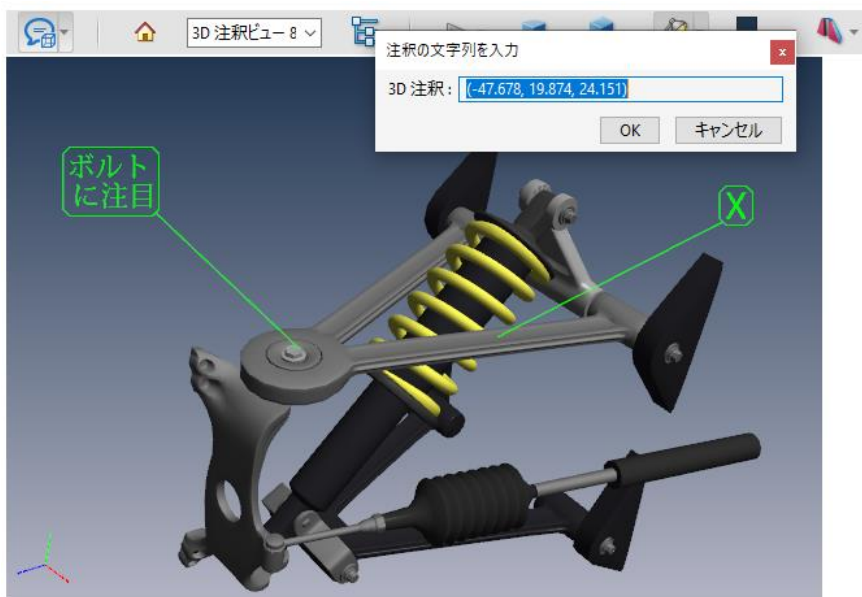 3D 注釈ビュー 8
注釈の文字列を入力
x
3D 注釈 :
(-47.678, 19.874, 24.151)
OK
キャンセル
ボルト
に注目
X